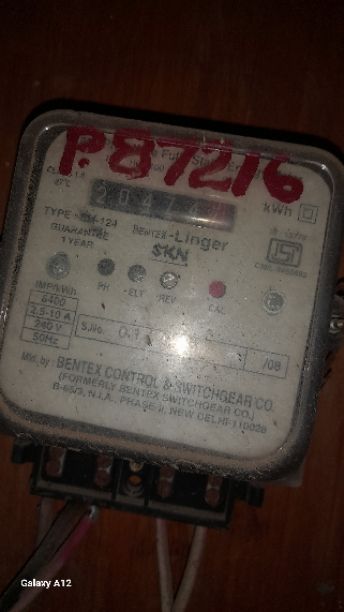 P.87216
20474
kWh
TYPE - SM-124
GUARANTEE
1 YEAR
BENTEX-Linger
SKN
IMP/kWh
6400
2.5-10 A
240 V
50Hz
PH
ELT
REV
CAL
S.No.
/08
Mfd. by : BENTEX CONTROL & SWITCHGEAR CO.
(FORMERLY BENTEX SWITCHGEAR CO.)
B-65/3, N.I.A., PHASE-II, NEW DELHI-110028
Galaxy A12